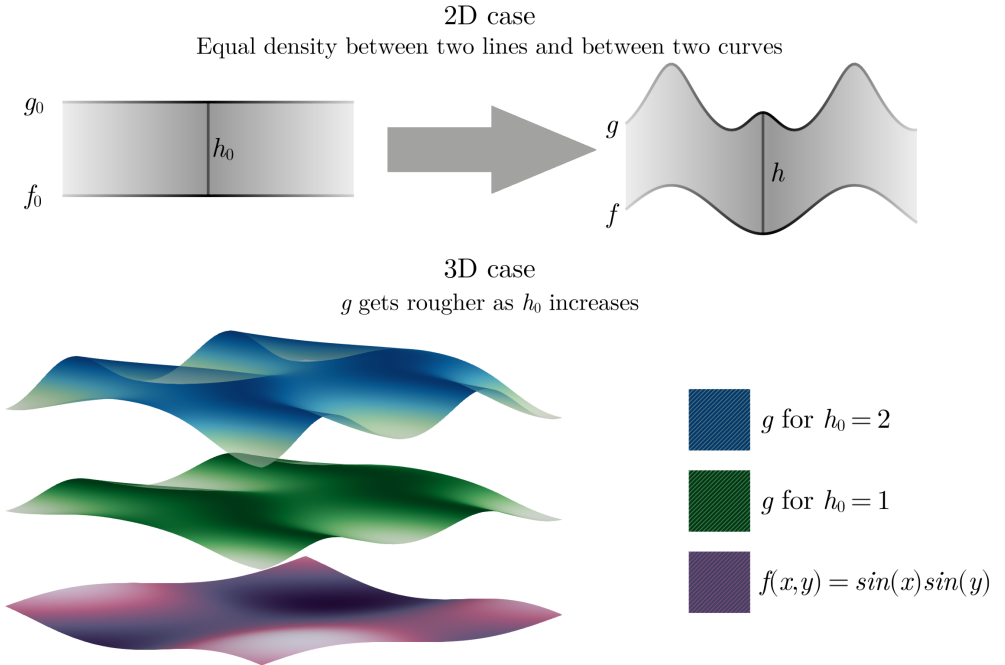 2D case
Equal density between two lines and between two curves
g₀
h₀
f₀
g
h
f
3D case
g gets rougher as h₀ increases
g for h₀ = 2
g for h₀ = 1
f(x,y) = sin(x)sin(y)